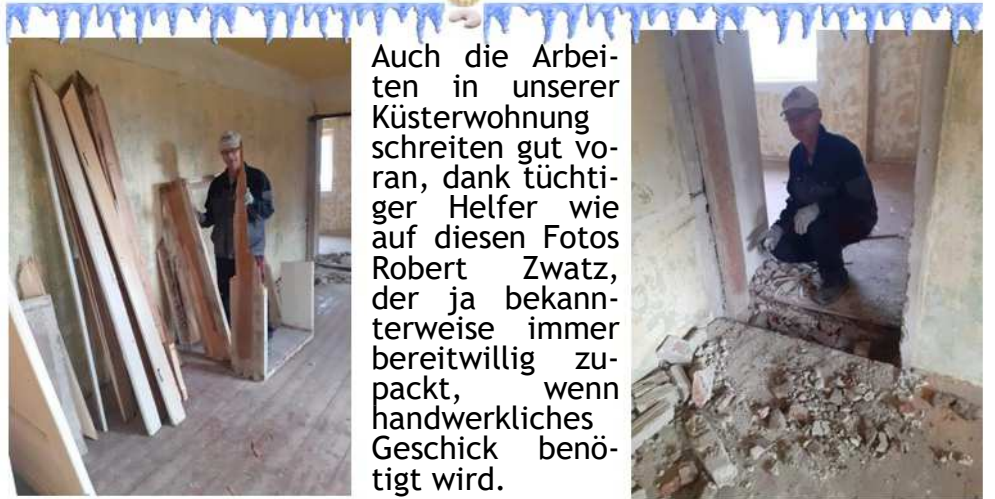 Auch die Arbei-
ten in unserer
Küsterwohnung
schreiten gut vo-
ran, dank tüchti-
ger Helfer wie
auf diesen Fotos
Robert Zwatz,
der ja bekann-
terweise immer
bereitwillig zu-
packt, wenn
handwerkliches
Geschick benö-
tigt wird.